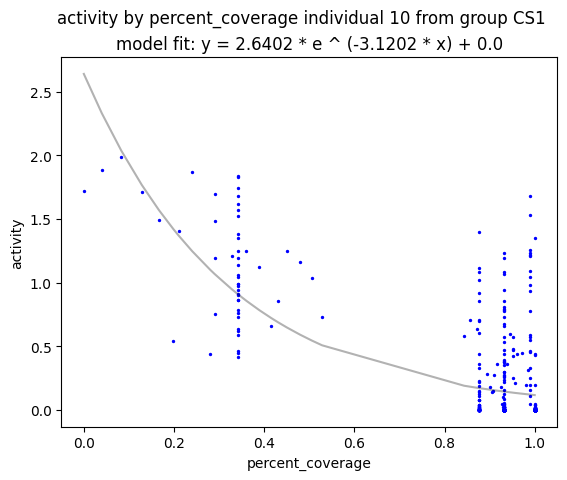 activity by percent_coverage individual 10 from group CS1
model fit: y = 2.6402 * e ^ (-3.1202 * x) + 0.0
2.5
2.0
1.5
1.0
0.5
0.0
activity
0.0 0.2 0.4 0.6 0.8 1.0
percent_coverage